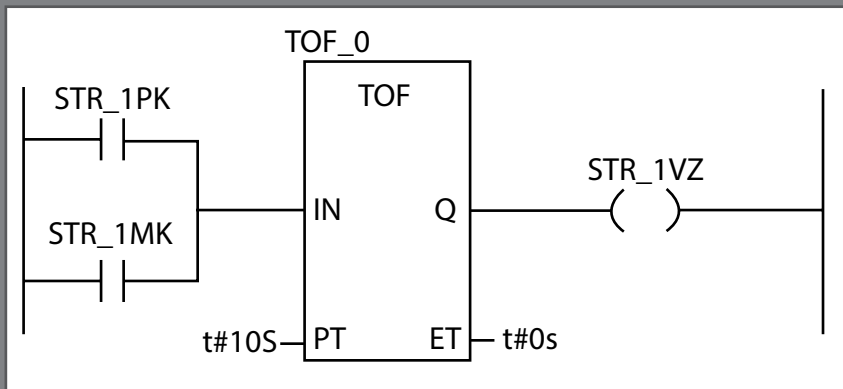 TOF_0
STR_1PK
TOF
STR_1VZ
IN
Q
STR_1MK
t#10S
PT
ET
t#0s